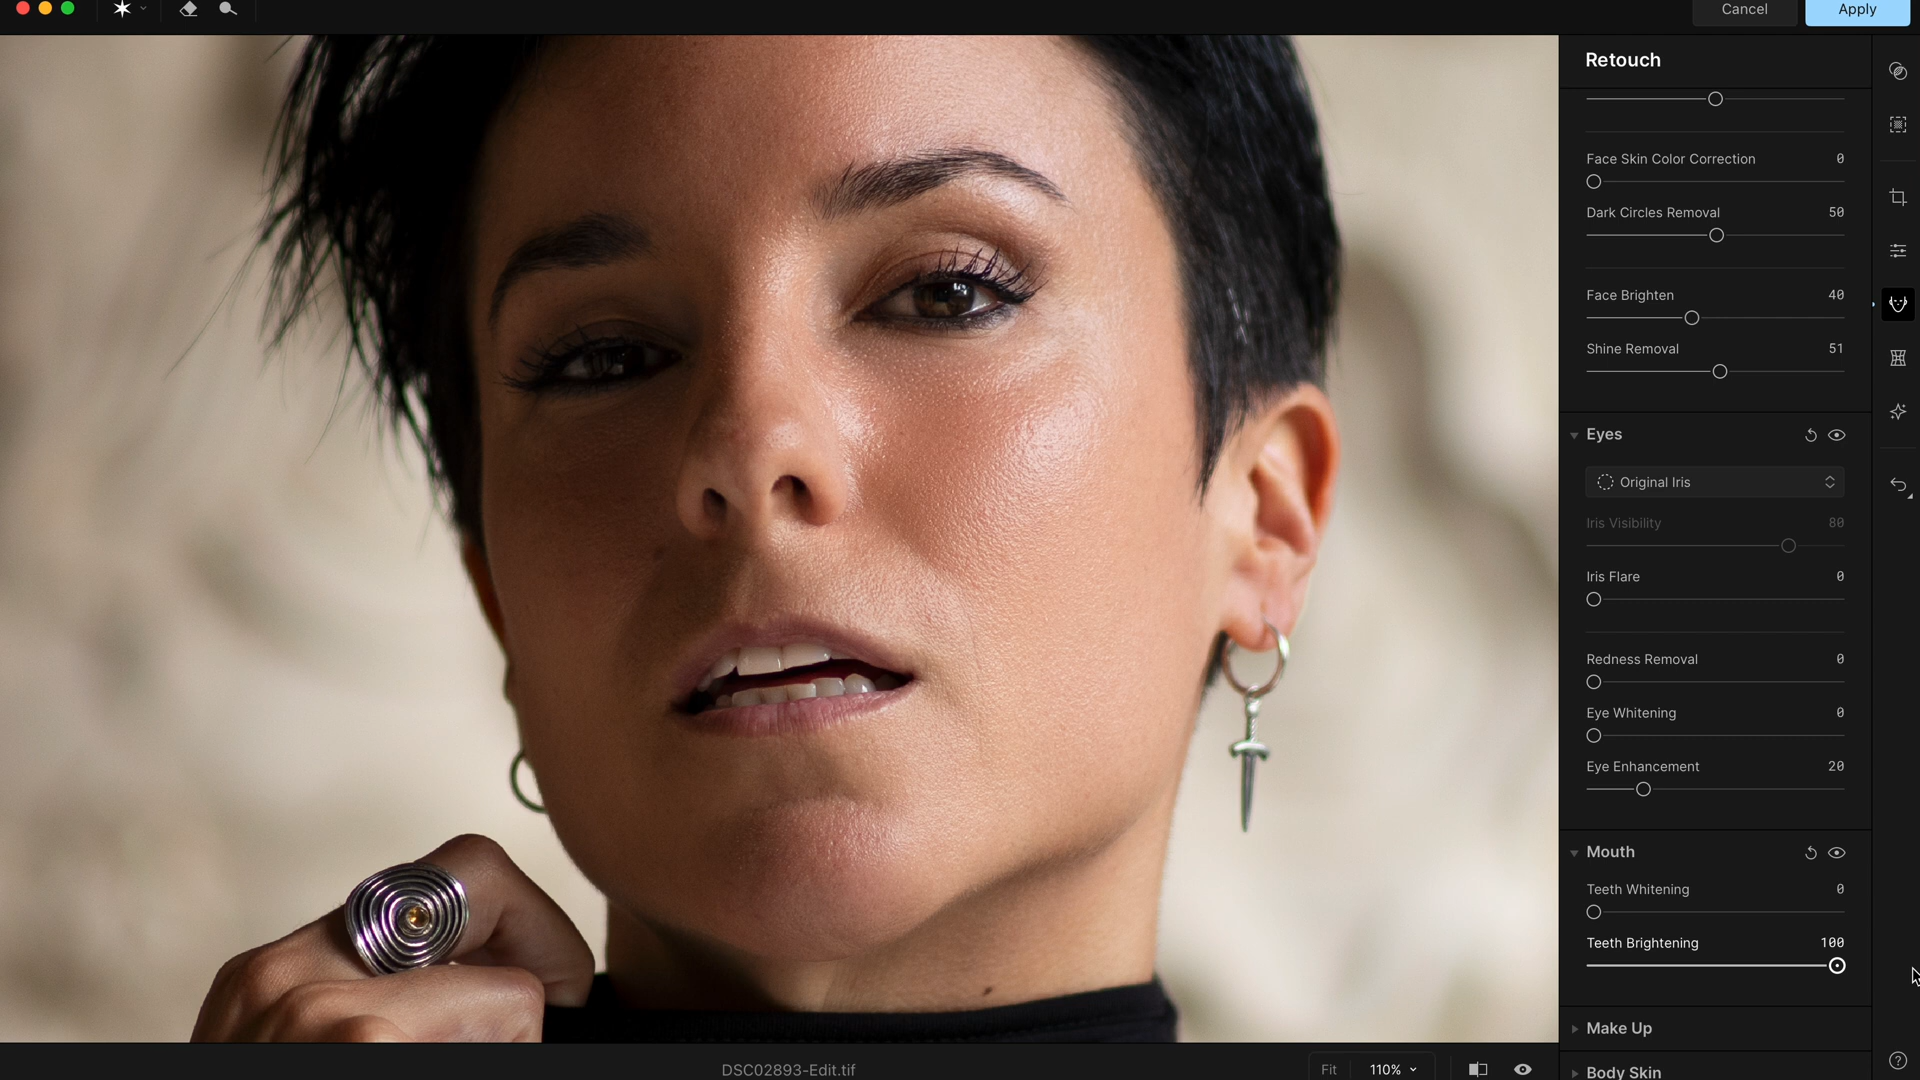 Cancel
Apply
Retouch
Face Skin Color Correction 0
Dark Circles Removal 50
Face Brighten 40
Shine Removal 51
Eyes
Original Iris
Iris Visibility 80
Iris Flare 0
Redness Removal 0
Eye Whitening 0
Eye Enhancement 20
Mouth
Teeth Whitening 0
Teeth Brightening 100
Make Up
Body Skin
DSC02893-Edit.tif
Fit
110%
?